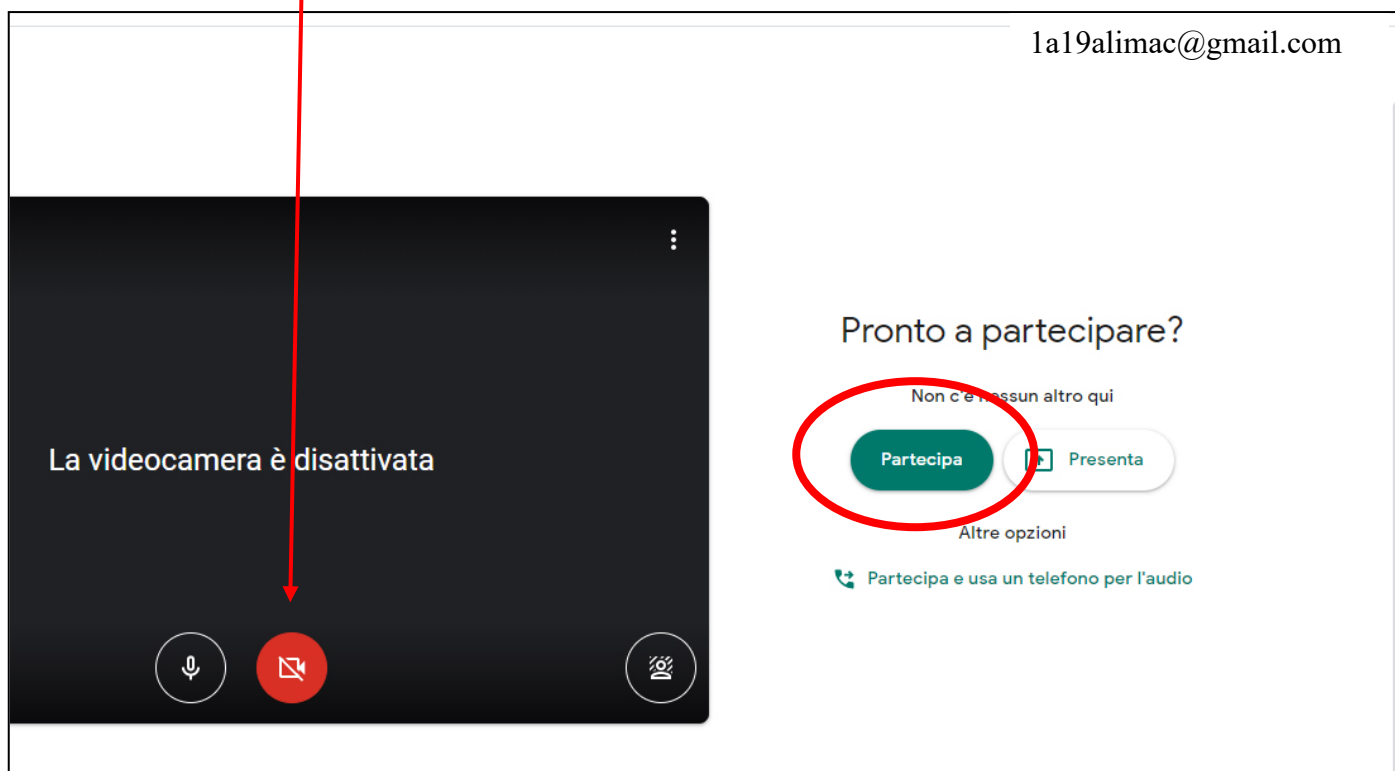 1a19alimac@gmail.com
La videocamera è disattivata
Pronto a partecipare?
Non c'è nessun altro qui
Partecipa
Presenta
Altre opzioni
Partecipa e usa un telefono per l'audio